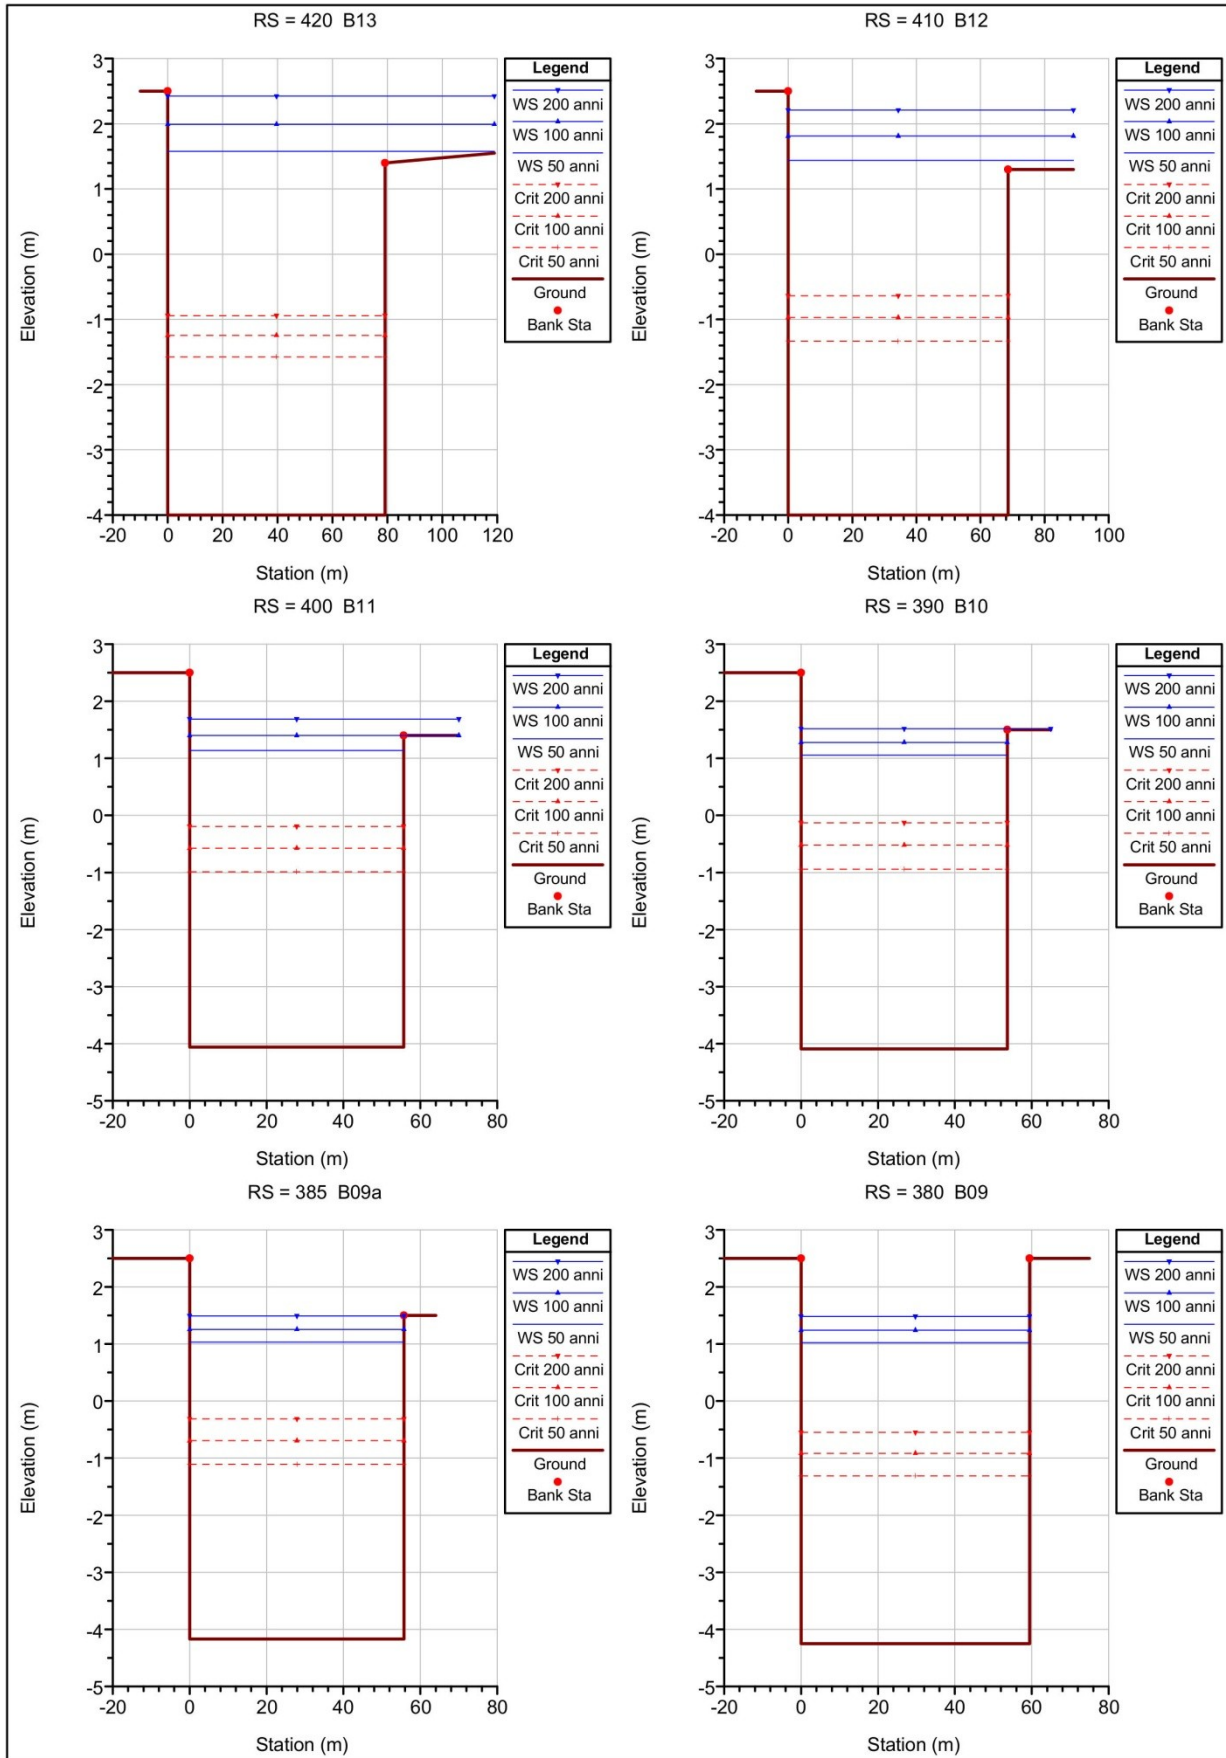 RS = 420 B13
3
2
1
0
-1
-2
-3
-4
-20
0
20
40
60
80
100
120
Elevation (m)
Station (m)
Legend
WS 200 anni
WS 100 anni
WS 50 anni
Crit 200 anni
Crit 100 anni
Crit 50 anni
Ground
Bank Sta
RS = 410 B12
3
2
1
0
-1
-2
-3
-4
-20
0
20
40
60
80
100
Elevation (m)
Station (m)
Legend
WS 200 anni
WS 100 anni
WS 50 anni
Crit 200 anni
Crit 100 anni
Crit 50 anni
Ground
Bank Sta
RS = 400 B11
3
2
1
0
-1
-2
-3
-4
-5
-20
0
20
40
60
80
Elevation (m)
Station (m)
Legend
WS 200 anni
WS 100 anni
WS 50 anni
Crit 200 anni
Crit 100 anni
Crit 50 anni
Ground
Bank Sta
RS = 390 B10
3
2
1
0
-1
-2
-3
-4
-5
-20
0
20
40
60
80
Elevation (m)
Station (m)
Legend
WS 200 anni
WS 100 anni
WS 50 anni
Crit 200 anni
Crit 100 anni
Crit 50 anni
Ground
Bank Sta
RS = 385 B09a
3
2
1
0
-1
-2
-3
-4
-5
-20
0
20
40
60
80
Elevation (m)
Station (m)
Legend
WS 200 anni
WS 100 anni
WS 50 anni
Crit 200 anni
Crit 100 anni
Crit 50 anni
Ground
Bank Sta
RS = 380 B09
3
2
1
0
-1
-2
-3
-4
-5
-20
0
20
40
60
80
Elevation (m)
Station (m)
Legend
WS 200 anni
WS 100 anni
WS 50 anni
Crit 200 anni
Crit 100 anni
Crit 50 anni
Ground
Bank Sta